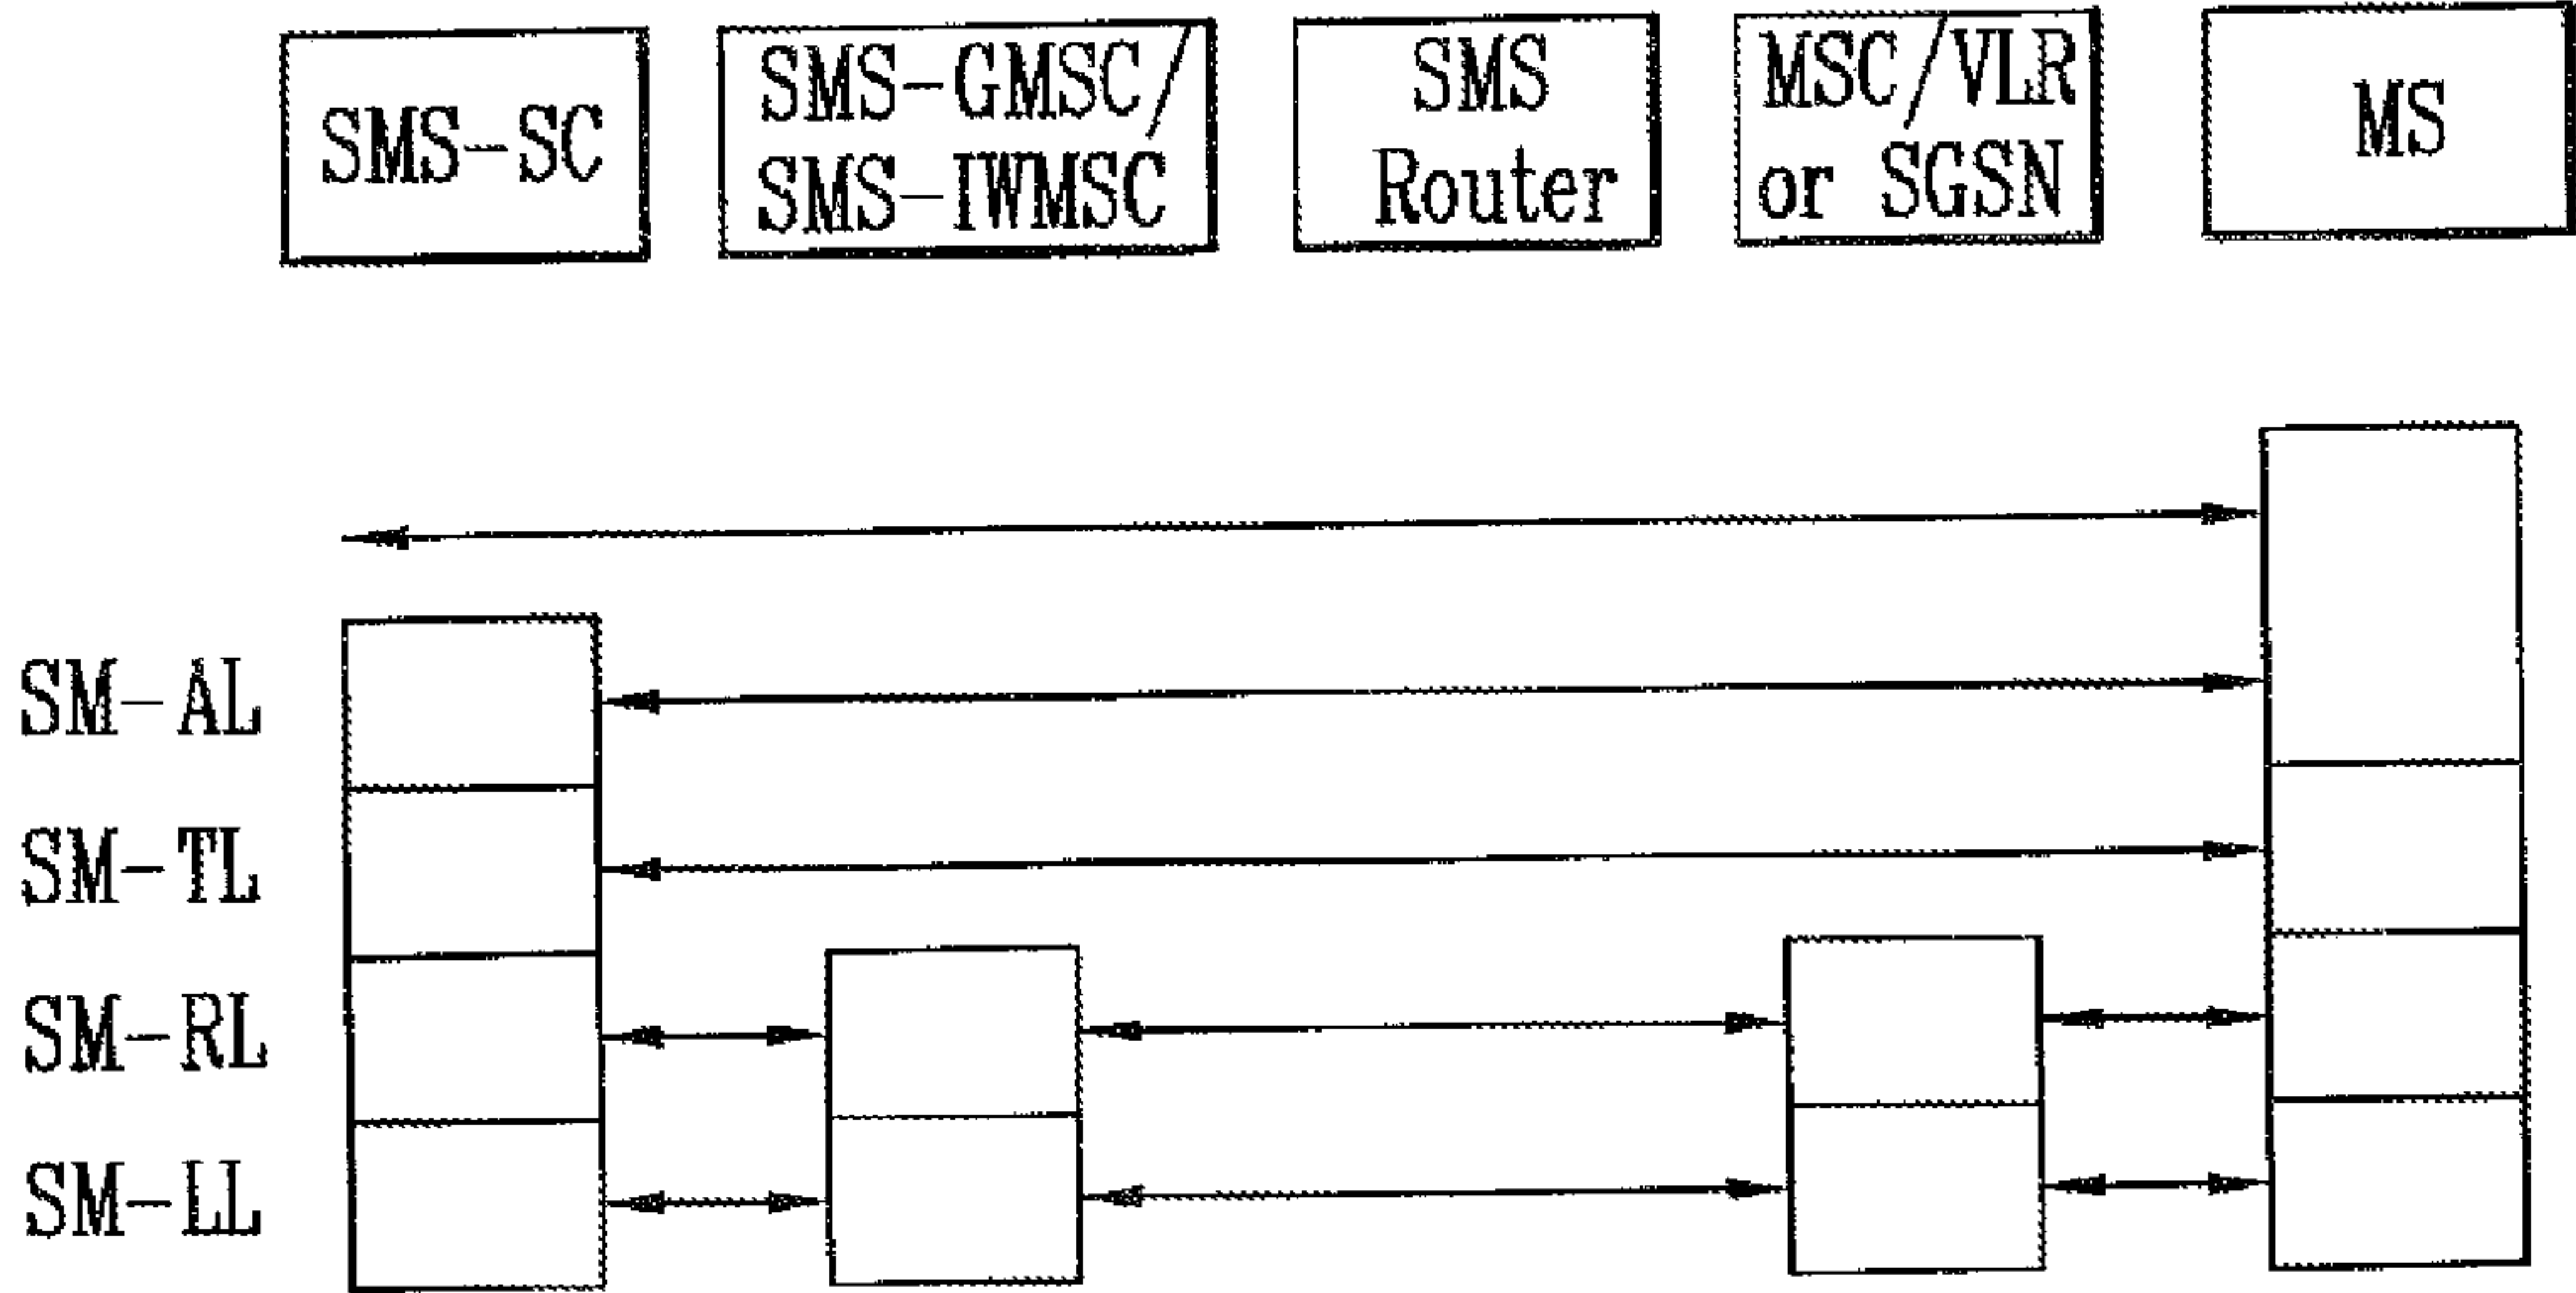 SMS-SC
SMS-GMSC/
SMS-IWMSC
SMS
Router
MSC/VLR
or SGSN
MS
SM-AL
SM-TL
SM-RL
SM-LL